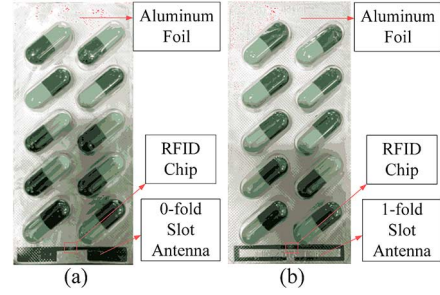 Aluminum
Foil
RFID
Chip
0-fold
Slot
Antenna
(a)
Aluminum
Foil
RFID
Chip
1-fold
Slot
Antenna
(b)